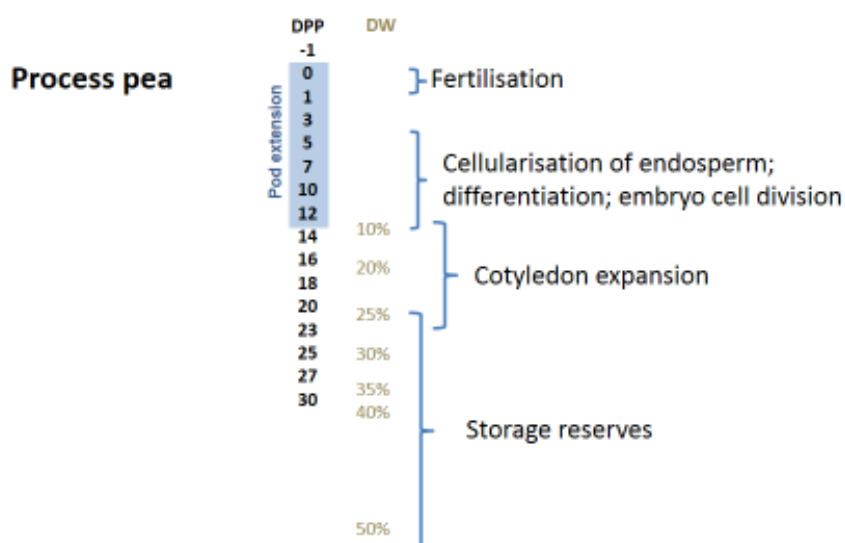 DPP DW
-1
Process pea
0
Fertilisation
1
3
Pod extension
5
Cellularisation of endosperm;
7
differentiation; embryo cell division
10
12
10%
14
16
20%
Cotyledon expansion
18
20
25%
23
25
30%
27
35%
30
40%
Storage reserves
50%